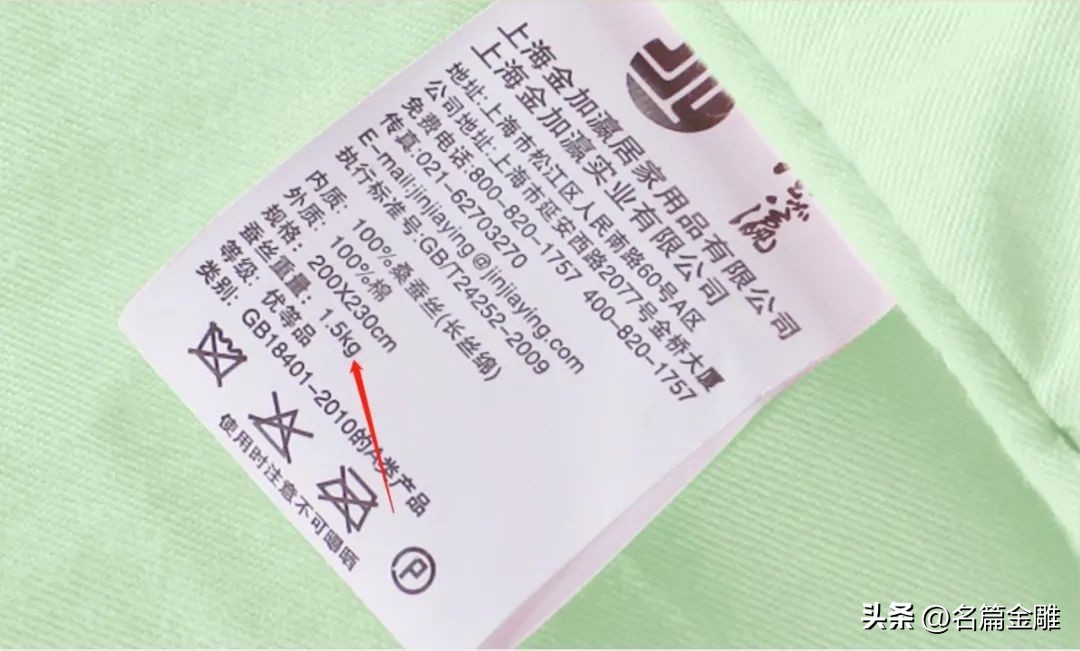 上海金加瀛居家用品有限公司
上海金加瀛实业有限公司
地址:上海市松江区人民南路60号A区
公司地址:上海市延安西路2077号金桥大厦
免费电话:800-820-1757 400-820-1757
传真:021-62703270
E-mail:jinjiaying@jinjiaying.com
执行标准号:GB/T24252-2009
内质: 100%桑蚕丝(长丝绵)
外质: 100%棉
规格: 200X230cm
蚕丝重量: 1.5kg
等级: 优等品
类别: GB18401-2010的A类产品
P
使用时注意不可曝晒
瀛
头条 @名篇金雕